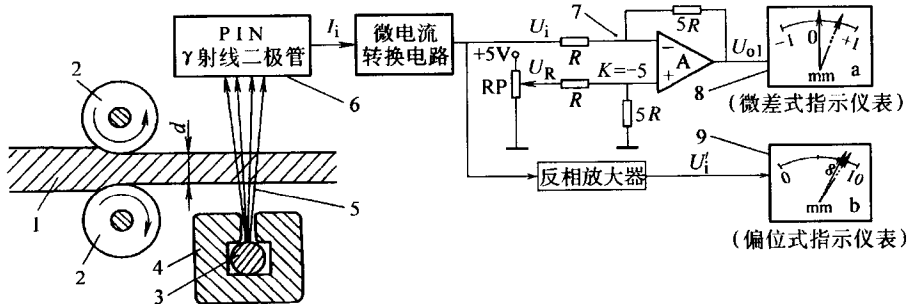 PIN
γ射线二极管
I_i
微电流
转换电路
U_i
7
R
5R
+5V
RP
U_R
R
K=-5
−
+
A
5R
U_o1
8
-1
0
+1
mm
a
(微差式指示仪表)
反相放大器
U_i′
9
0
8
10
mm
b
(偏位式指示仪表)
2
6
d
1
2
5
4
3